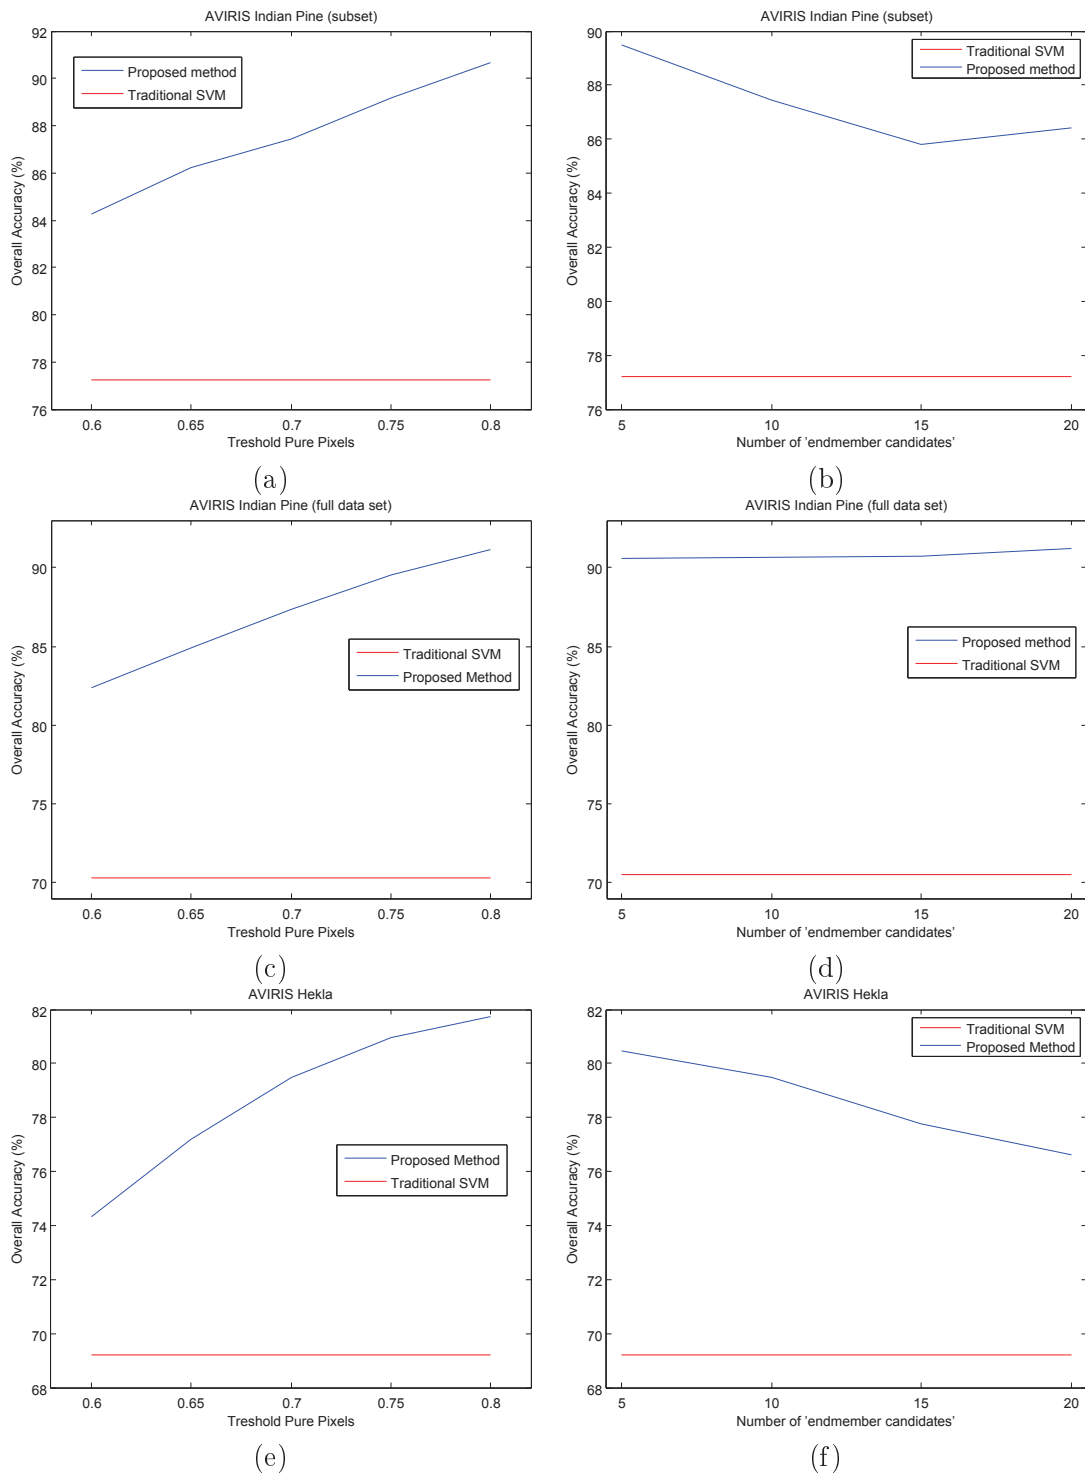 AVIRIS Indian Pine (subset)
92
90
88
86
84
82
80
78
76
Overall Accuracy (%)
Proposed method
Traditional SVM
0.6 0.65 0.7 0.75 0.8
Treshold Pure Pixels
(a)
AVIRIS Indian Pine (subset)
90
88
86
84
82
80
78
76
Overall Accuracy (%)
Traditional SVM
Proposed method
5 10 15 20
Number of 'endmember candidates'
(b)
AVIRIS Indian Pine (full data set)
90
85
80
75
70
Overall Accuracy (%)
Traditional SVM
Proposed Method
0.6 0.65 0.7 0.75 0.8
Treshold Pure Pixels
(c)
AVIRIS Indian Pine (full data set)
90
85
80
75
70
Overall Accuracy (%)
Proposed method
Traditional SVM
5 10 15 20
Number of 'endmember candidates'
(d)
AVIRIS Hekla
82
80
78
76
74
72
70
68
Overall Accuracy (%)
Proposed Method
Traditional SVM
0.6 0.65 0.7 0.75 0.8
Treshold Pure Pixels
(e)
AVIRIS Hekla
82
80
78
76
74
72
70
68
Overall Accuracy (%)
Traditional SVM
Proposed Method
5 10 15 20
Number of 'endmember candidates'
(f)